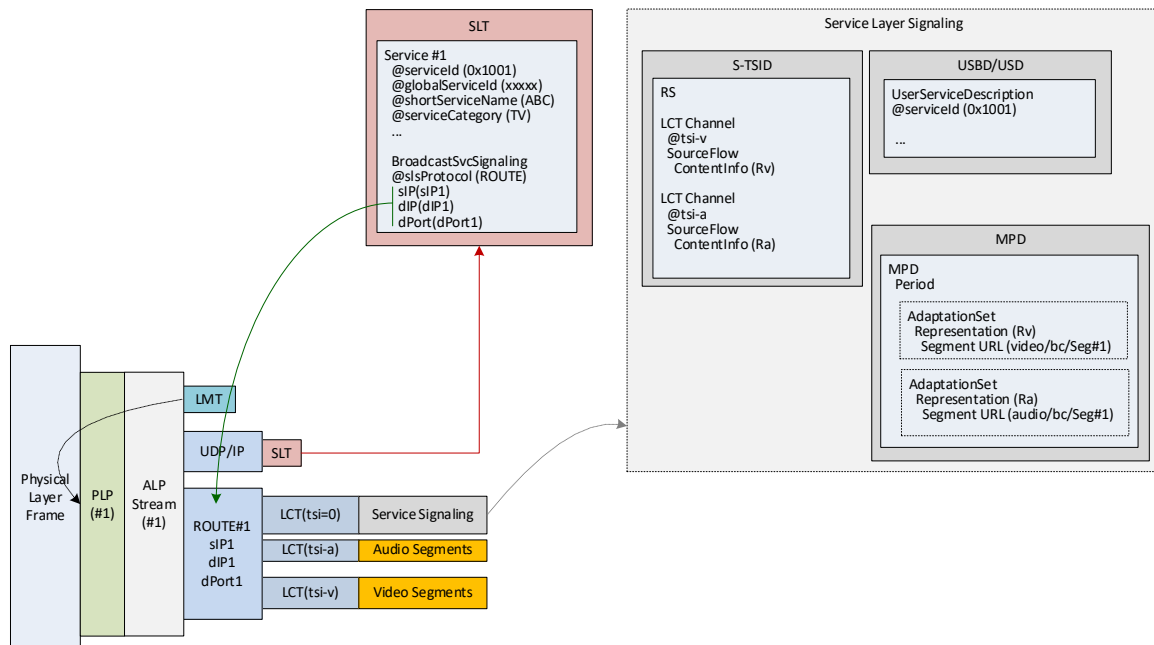 SLT
Service #1
@serviceId (0x1001)
@globalServiceId (xxxxx)
@shortServiceName (ABC)
@serviceCategory (TV)
...
BroadcastSvcSignaling
@slsProtocol (ROUTE)
sIP(sIP1)
dIP(dIP1)
dPort(dPort1)
Service Layer Signaling
S-TSID
RS
LCT Channel
@tsi-v
SourceFlow
ContentInfo (Rv)
LCT Channel
@tsi-a
SourceFlow
ContentInfo (Ra)
USBD/USD
UserServiceDescription
@serviceId (0x1001)
...
MPD
MPD
Period
AdaptationSet
Representation (Rv)
Segment URL (video/bc/Seg#1)
AdaptationSet
Representation (Ra)
Segment URL (audio/bc/Seg#1)
Physical
Layer
Frame
PLP
(#1)
ALP
Stream
(#1)
LMT
UDP/IP
SLT
ROUTE#1
sIP1
dIP1
dPort1
LCT(tsi=0)
Service Signaling
LCT(tsi-a)
Audio Segments
LCT(tsi-v)
Video Segments